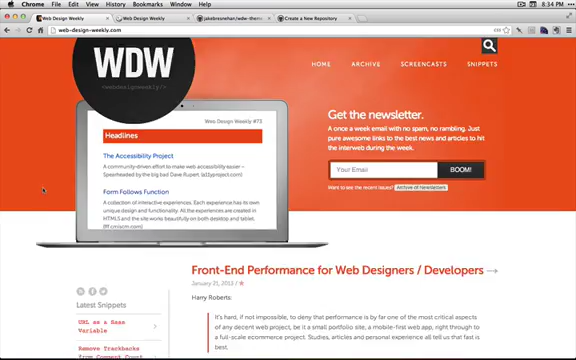 Chrome File Edit View History Bookmarks Window Help
8:34 PM
Web Design Weekly
Web Design Weekly
jakebresnehan/wdw-them
Create a New Repository
web-design-weekly.com
WDW
<webdesignweekly/>
HOME ARCHIVE SCREENCASTS SNIPPETS
Web Design Weekly #73
Headlines
The Accessibility Project
A community-driven effort to make web accessibility easier –
Spearheaded by the big bad Dave Rupert. (a11yproject.com)
Form Follows Function
A collection of interactive experiences. Each experience has its own
unique design and functionality. All the experiences are created in
HTML5 and the site works beautifully on both desktop and tablet.
(fff.cmiscm.com)
Get the newsletter.
A once a week email with no spam, no rambling. Just
pure awesome links to the best news and articles to hit
the interweb during the week.
Your Email
BOOM!
Want to see the recent issues? Archive of Newsletters
Front-End Performance for Web Designers / Developers →
January 21, 2013 / ★
Harry Roberts:
It's hard, if not impossible, to deny that performance is by far one of the most critical aspects
of any decent web project, be it a small portfolio site, a mobile-first web app, right through to
a full-scale ecommerce project. Studies, articles and personal experience all tell us that fast is
best.
Latest Snippets
URL as a Sass
Variable
Remove Trackbacks
from Comment Count